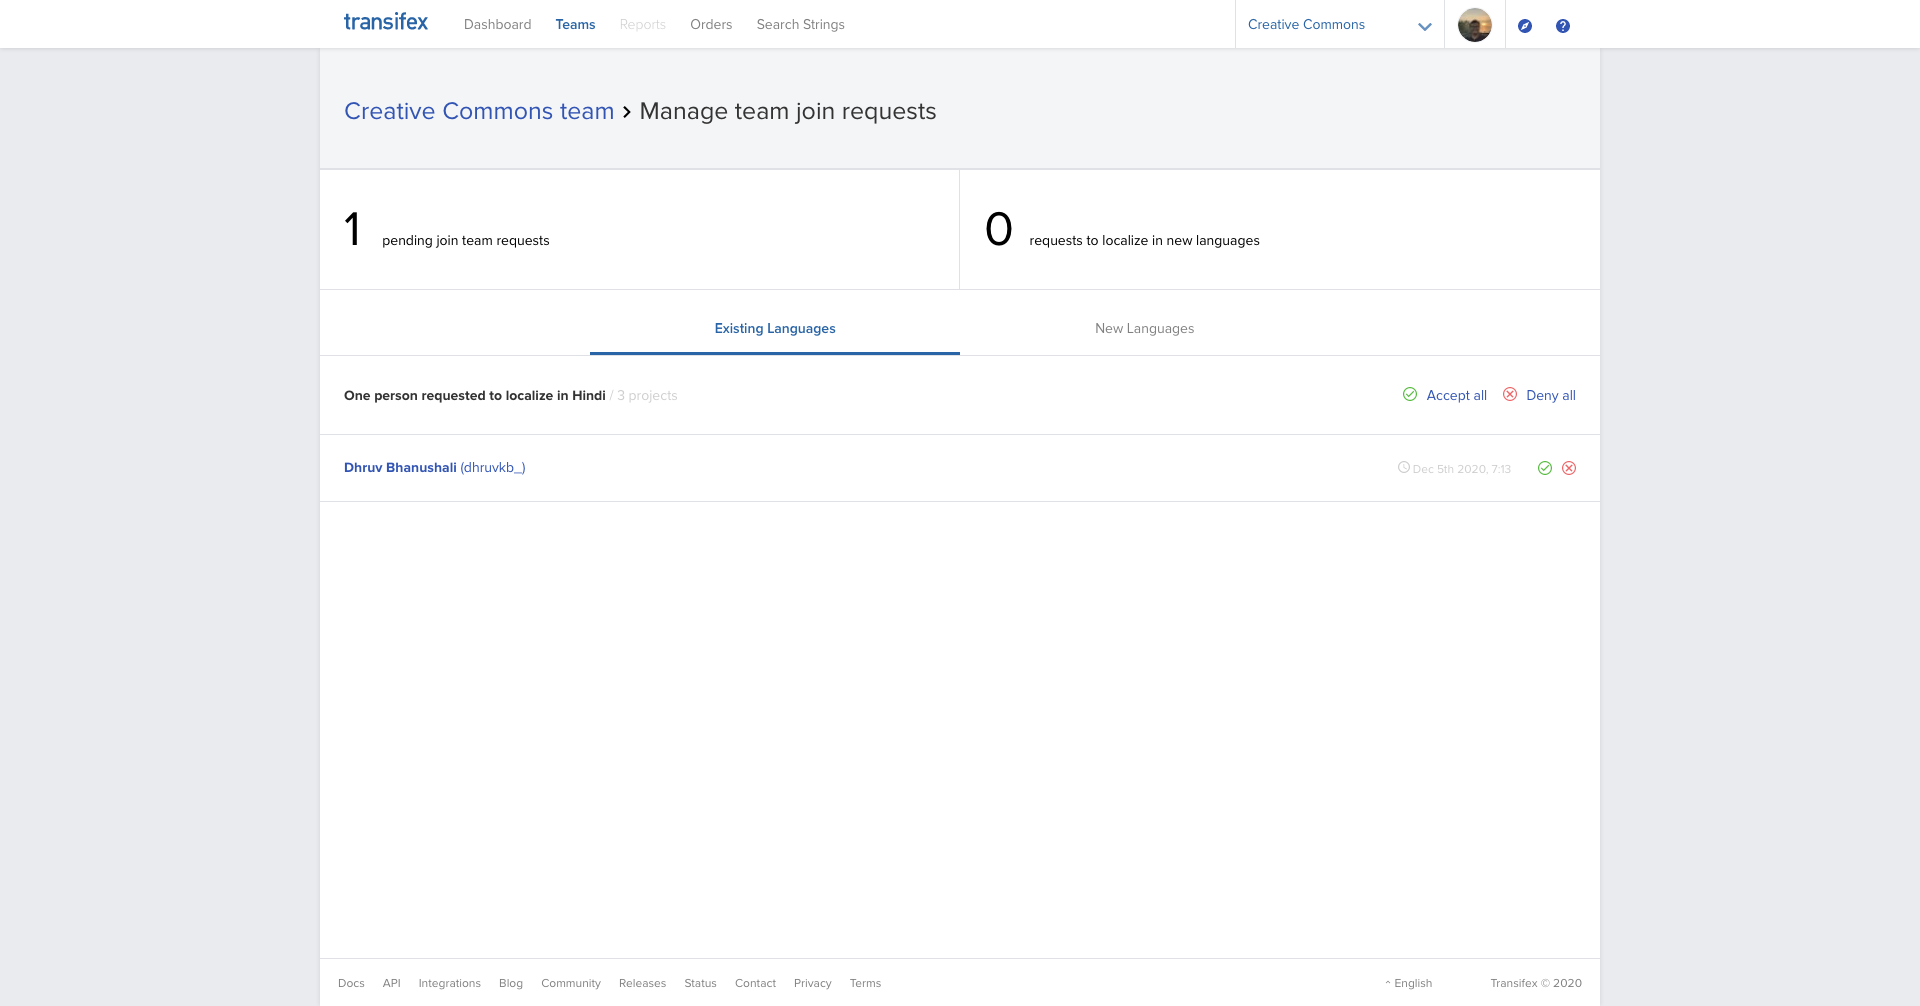 transifex Dashboard Teams Reports Orders Search Strings Creative Commons
Creative Commons team › Manage team join requests
1 pending join team requests
0 requests to localize in new languages
Existing Languages New Languages
One person requested to localize in Hindi / 3 projects Accept all Deny all
Dhruv Bhanushali (dhruvkb_) Dec 5th 2020, 7:13
Docs API Integrations Blog Community Releases Status Contact Privacy Terms ^ English Transifex © 2020